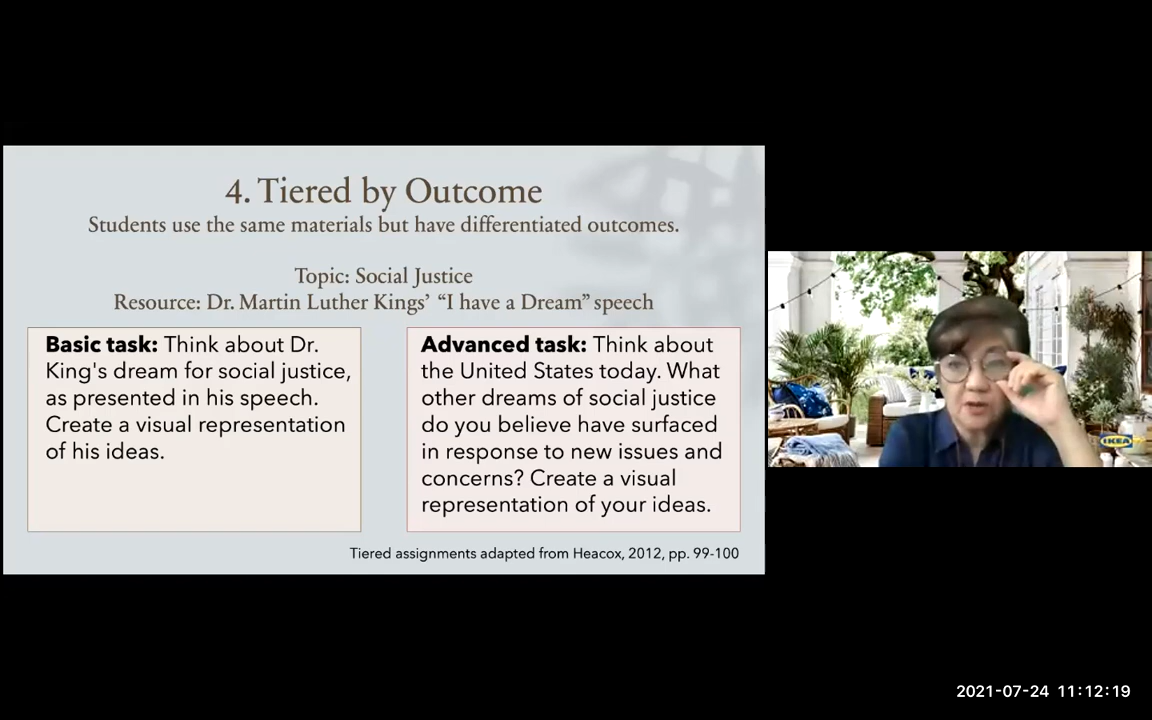 4. Tiered by Outcome
Students use the same materials but have differentiated outcomes.
Topic: Social Justice
Resource: Dr. Martin Luther Kings’ “I have a Dream” speech
Basic task: Think about Dr.
King's dream for social justice,
as presented in his speech.
Create a visual representation
of his ideas.
Advanced task: Think about
the United States today. What
other dreams of social justice
do you believe have surfaced
in response to new issues and
concerns? Create a visual
representation of your ideas.
Tiered assignments adapted from Heacox, 2012, pp. 99-100
IKEA
2021-07-24 11:12:19